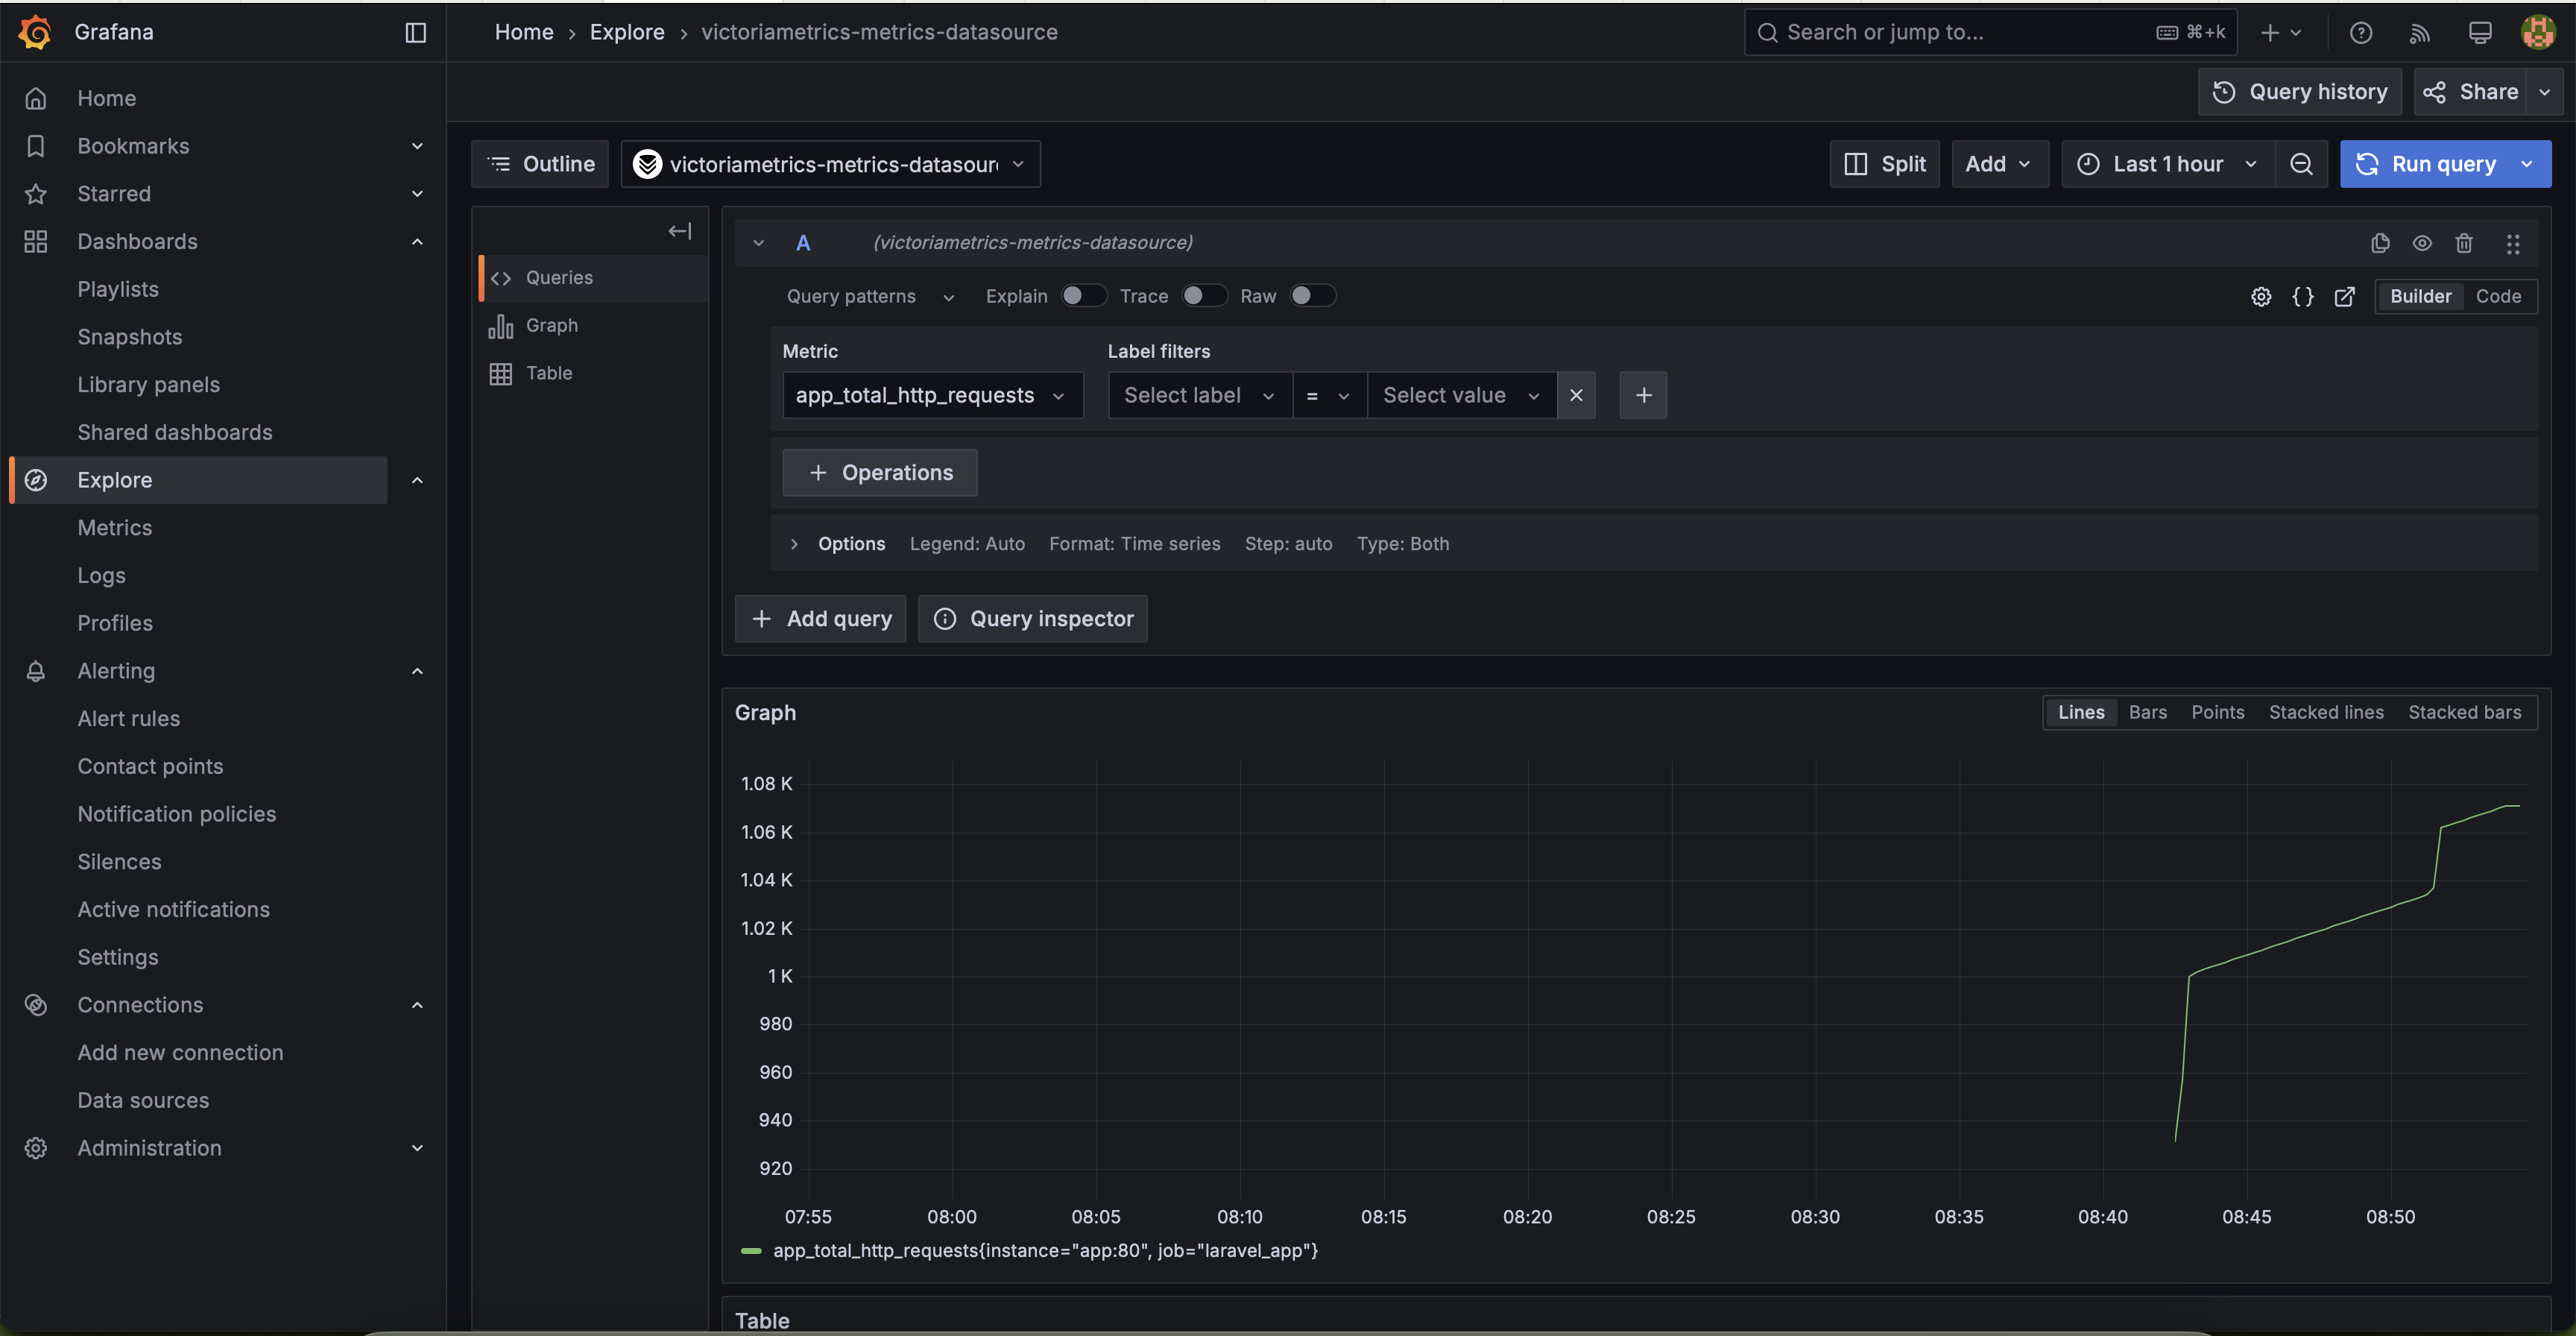 Grafana
Home › Explore › victoriametrics-metrics-datasource
Search or jump to...
⌘+k
Query history
Share
Home
Bookmarks
Starred
Dashboards
Playlists
Snapshots
Library panels
Shared dashboards
Explore
Metrics
Logs
Profiles
Alerting
Alert rules
Contact points
Notification policies
Silences
Active notifications
Settings
Connections
Add new connection
Data sources
Administration
Outline
Split
Add
Last 1 hour
Run query
Queries
Graph
Table
A (victoriametrics-metrics-datasource)
Query patterns Explain Trace Raw
Builder Code
Metric
Label filters
app_total_http_requests
Select label = Select value
+ Operations
Options Legend: Auto Format: Time series Step: auto Type: Both
+ Add query
Query inspector
Graph
Lines Bars Points Stacked lines Stacked bars
1.08 K
1.06 K
1.04 K
1.02 K
1 K
980
960
940
920
07:55 08:00 08:05 08:10 08:15 08:20 08:25 08:30 08:35 08:40 08:45 08:50
app_total_http_requests{instance="app:80", job="laravel_app"}
Table